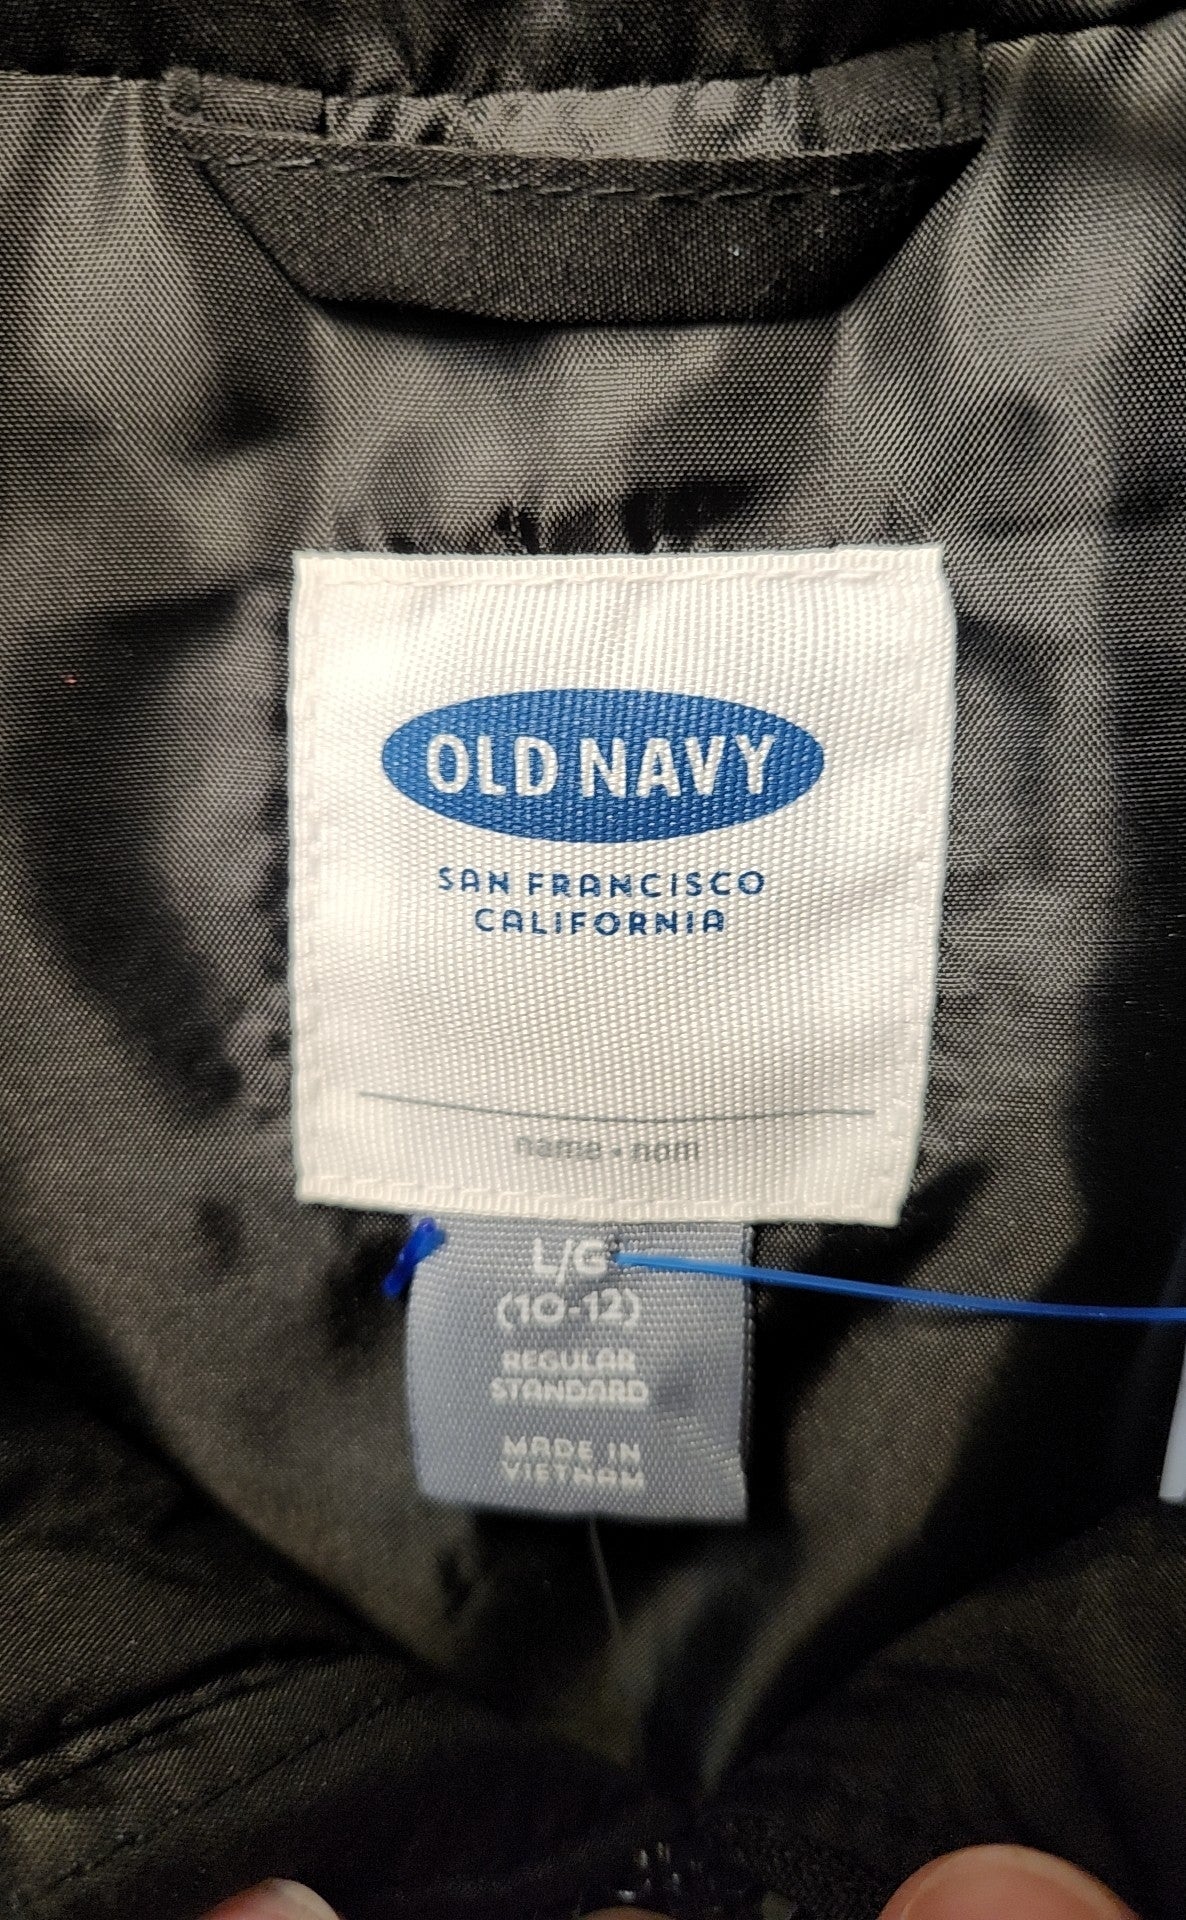 OLD NAVY
SAN FRANCISCO
CALIFORNIA
name • nom
L/G
(10-12)
REGULAR
STANDARD
MADE IN
VIETNAM